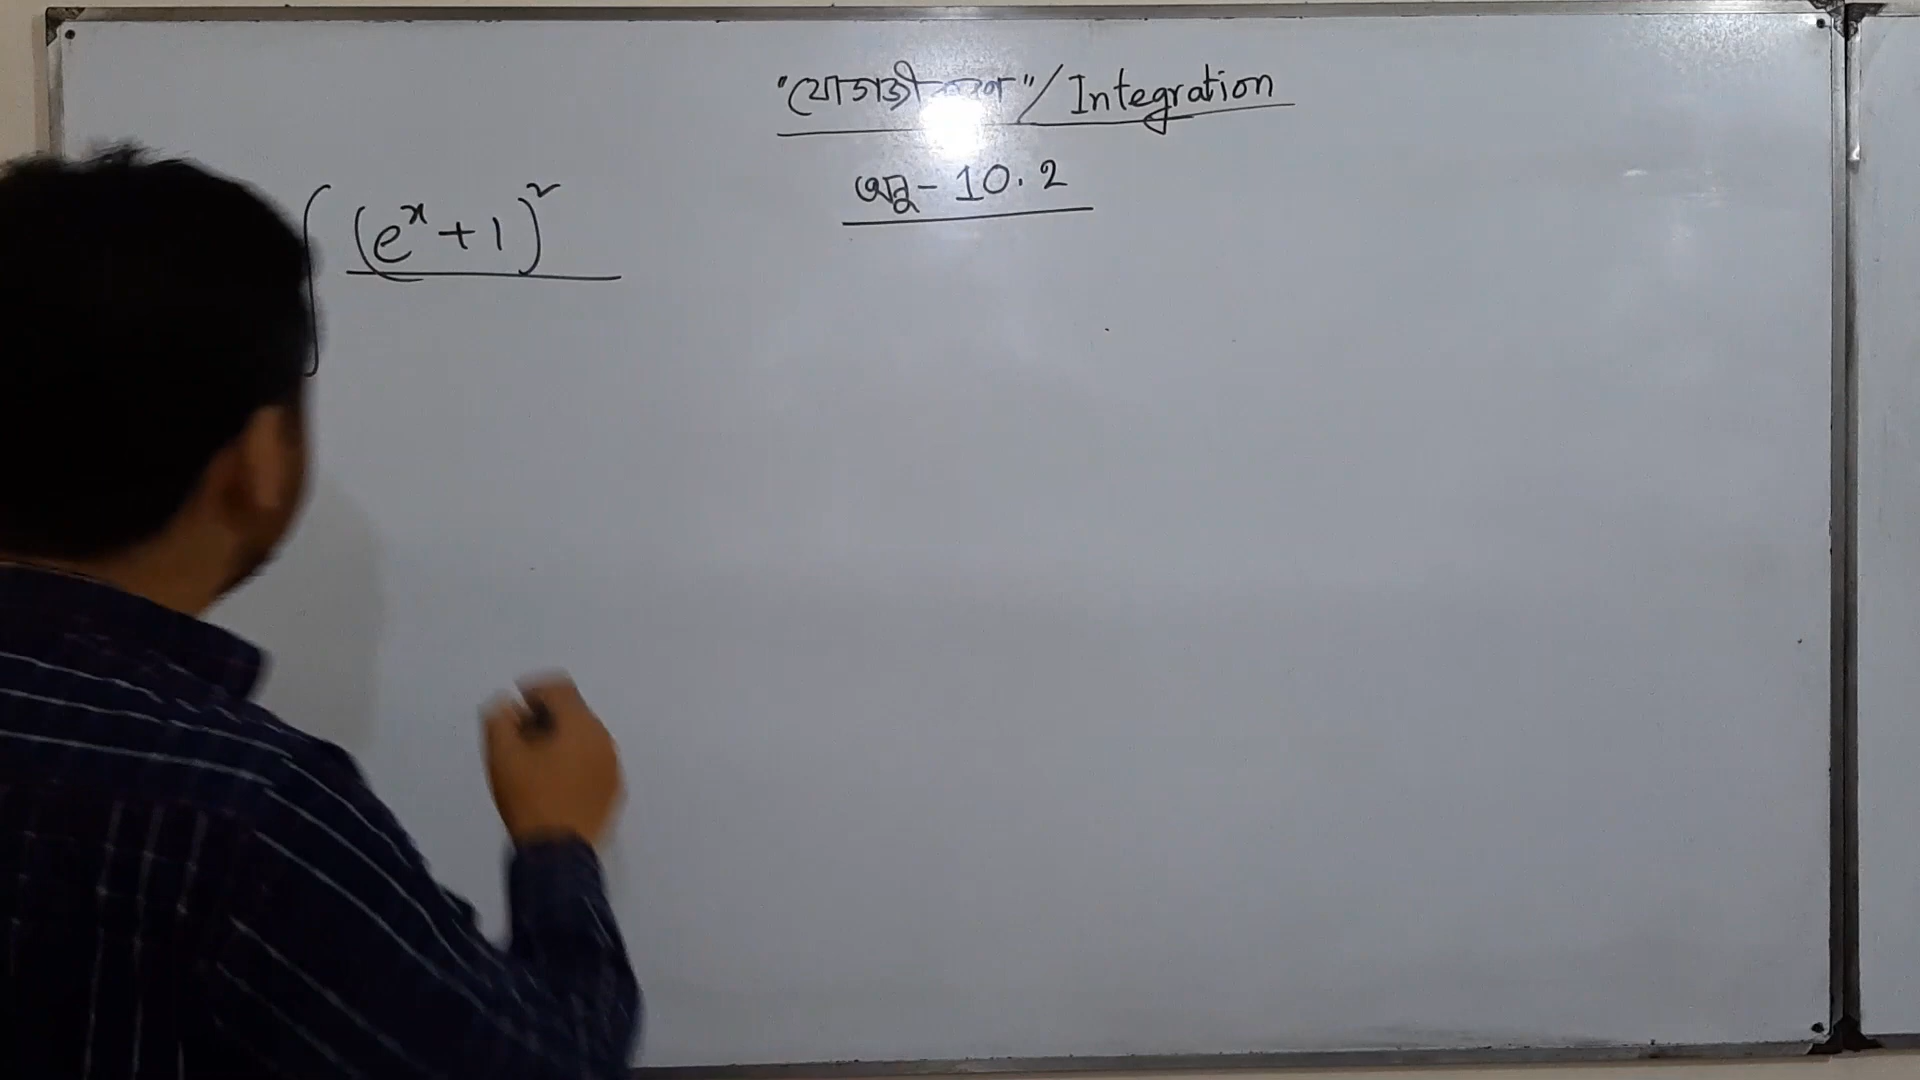 "যোগজীকরণ" / Integration
অনু - 10.2
∫ (eˣ + 1)²